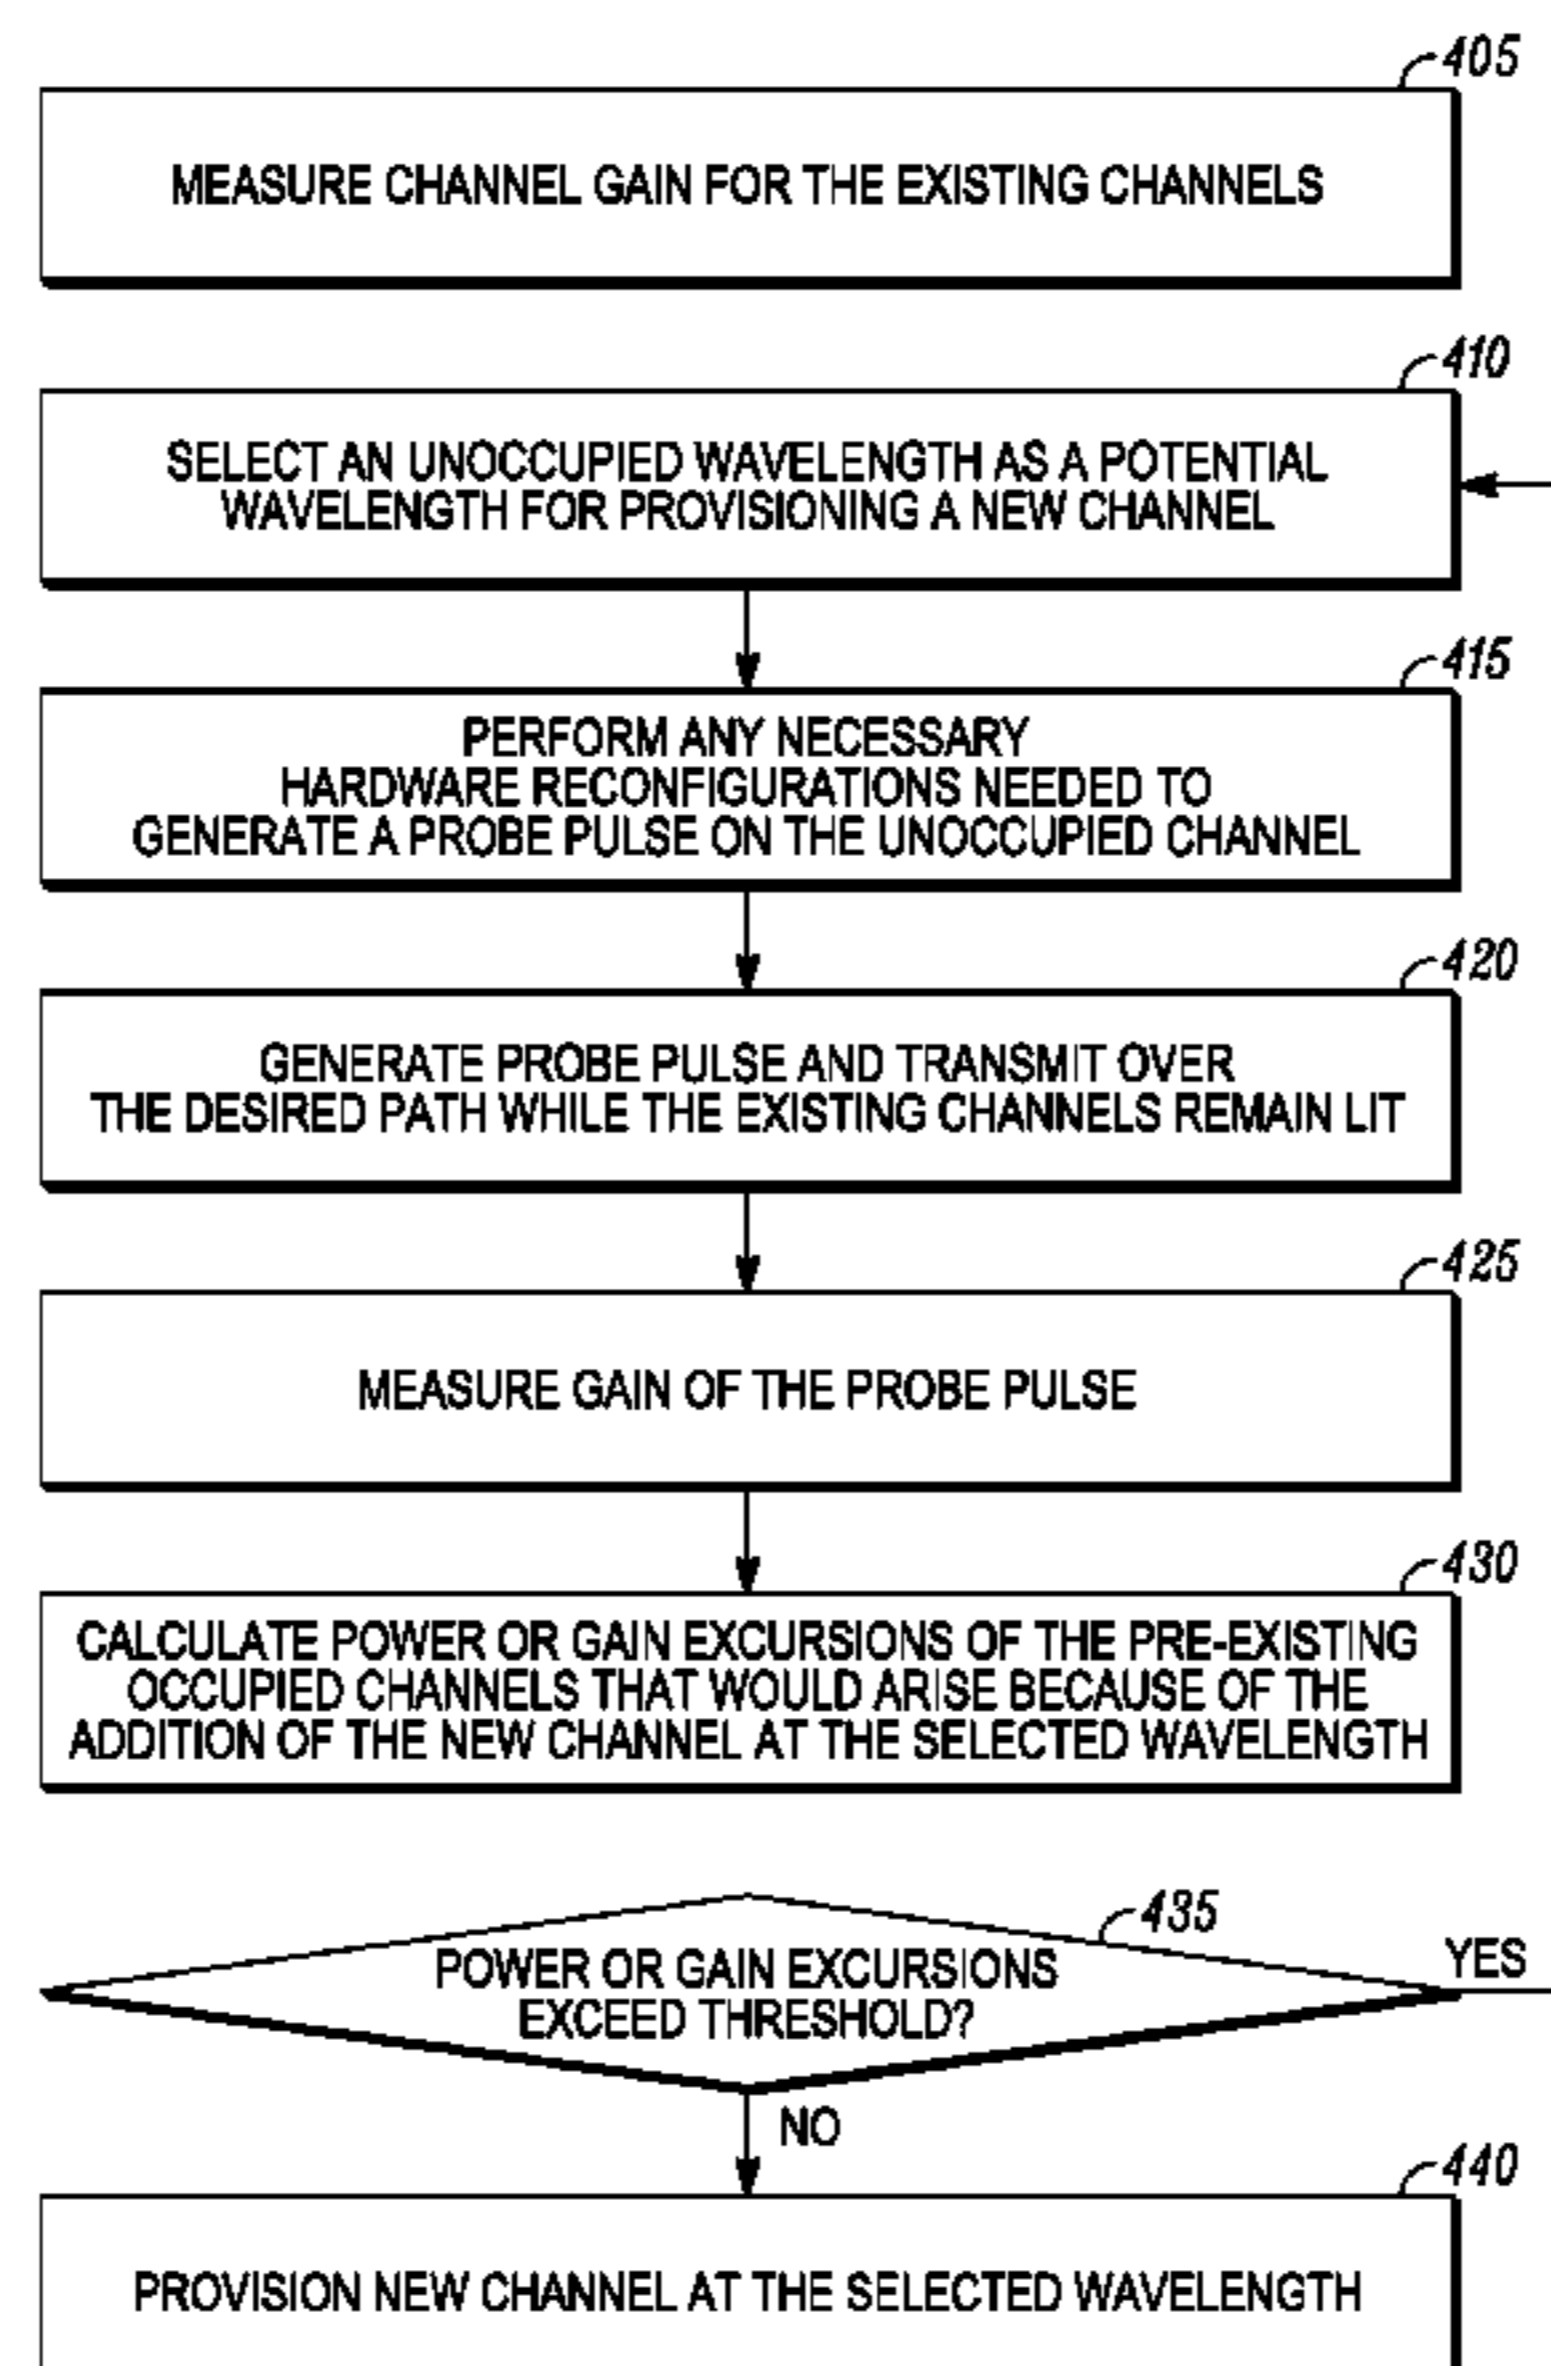 405
MEASURE CHANNEL GAIN FOR THE EXISTING CHANNELS
410
SELECT AN UNOCCUPIED WAVELENGTH AS A POTENTIAL
WAVELENGTH FOR PROVISIONING A NEW CHANNEL
415
PERFORM ANY NECESSARY
HARDWARE RECONFIGURATIONS NEEDED TO
GENERATE A PROBE PULSE ON THE UNOCCUPIED CHANNEL
420
GENERATE PROBE PULSE AND TRANSMIT OVER
THE DESIRED PATH WHILE THE EXISTING CHANNELS REMAIN LIT
425
MEASURE GAIN OF THE PROBE PULSE
430
CALCULATE POWER OR GAIN EXCURSIONS OF THE PRE-EXISTING
OCCUPIED CHANNELS THAT WOULD ARISE BECAUSE OF THE
ADDITION OF THE NEW CHANNEL AT THE SELECTED WAVELENGTH
435
POWER OR GAIN EXCURSIONS
EXCEED THRESHOLD?
YES
NO
440
PROVISION NEW CHANNEL AT THE SELECTED WAVELENGTH